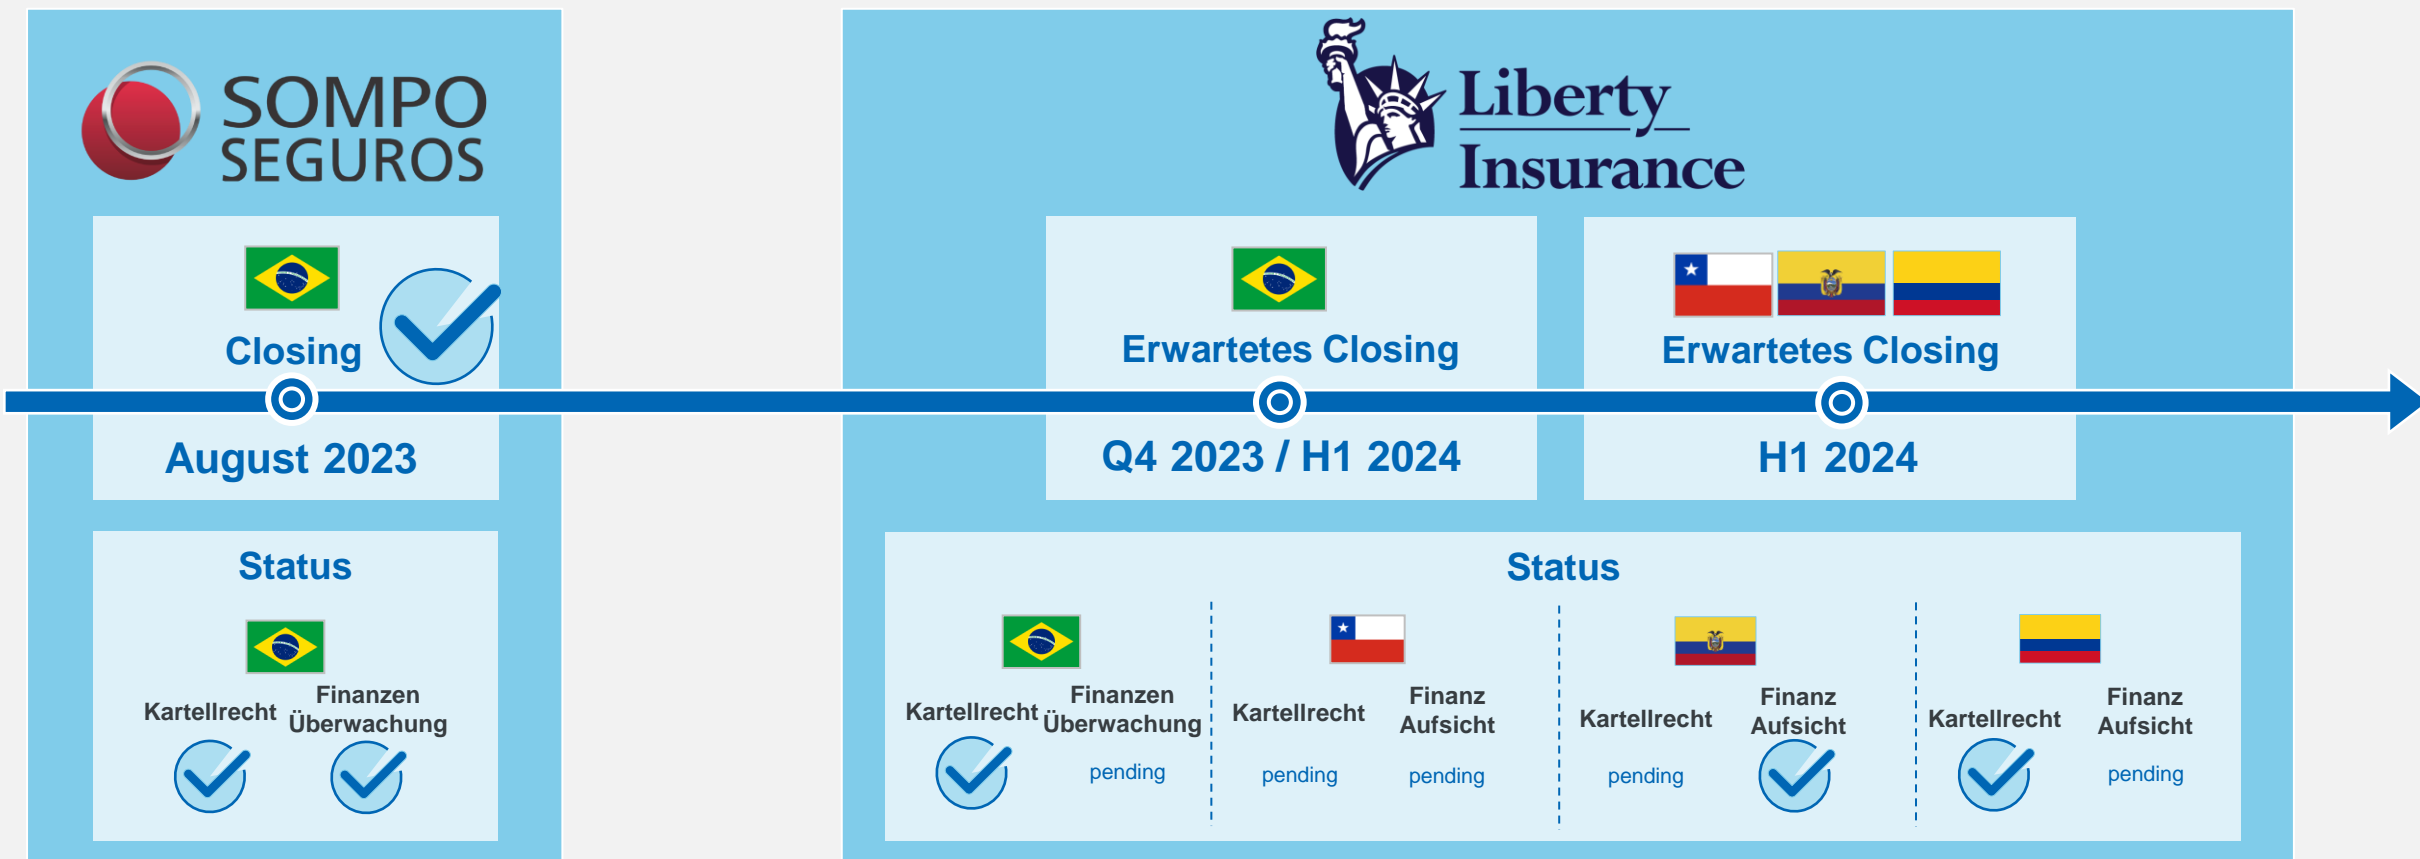 SOMPO
SEGUROS
Closing
August 2023
Status
Kartellrecht
Finanzen
Überwachung
Liberty
Insurance
Erwartetes Closing
Q4 2023 / H1 2024
Erwartetes Closing
H1 2024
Status
Kartellrecht
Finanzen
Überwachung
pending
Kartellrecht
pending
Finanz
Aufsicht
pending
Kartellrecht
pending
Finanz
Aufsicht
Kartellrecht
Finanz
Aufsicht
pending